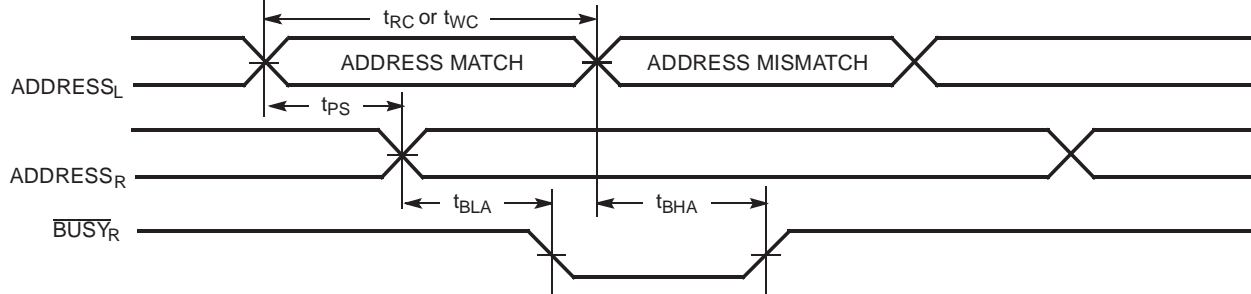 tRC or tWC
ADDRESS MATCH
ADDRESS MISMATCH
ADDRESSL
tPS
ADDRESSR
tBLA
tBHA
BUSYR